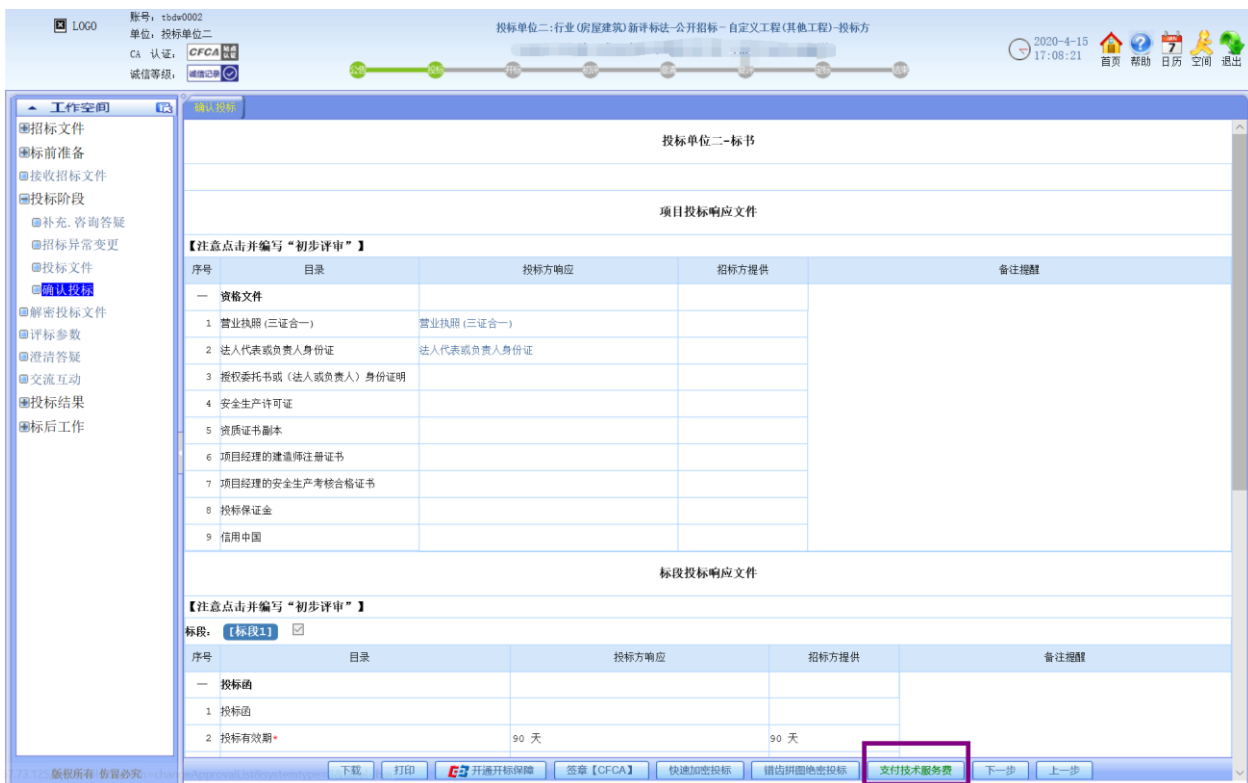 LOGO
账号: tbdw0002
单位: 投标单位二
CA 认证: CFCA
诚信等级: 诚信记录
投标单位二:行业(房屋建筑)新评标法-公开招标-自定义工程(其他工程)-投标方
公告 投标 开标 结束
2020-4-15
17:08:21
7
首页 帮助 日历 空间 退出
工作空间
确认投标
招标文件
标前准备
接收招标文件
投标阶段
补充.咨询答疑
招标异常变更
投标文件
确认投标
解密投标文件
评标参数
澄清答疑
交流互动
投标结果
标后工作
投标单位二-标书
项目投标响应文件
【注意点击并编写“初步评审”】
序号 目录 投标方响应 招标方提供 备注提醒
一 资格文件
1 营业执照(三证合一) 营业执照(三证合一)
2 法人代表或负责人身份证 法人代表或负责人身份证
3 授权委托书或（法人或负责人）身份证明
4 安全生产许可证
5 资质证书副本
6 项目经理的建造师注册证书
7 项目经理的安全生产考核合格证书
8 投标保证金
9 信用中国
标段投标响应文件
【注意点击并编写“初步评审”】
标段: [标段1]
序号 目录 投标方响应 招标方提供 备注提醒
一 投标函
1 投标函
2 投标有效期* 90 天 90 天
版权所有 仿冒必究
下载 打印 开通开标保障 签章【CFCA】 快速加密投标 错齿拼图绝密投标 支付技术服务费 下一步 上一步